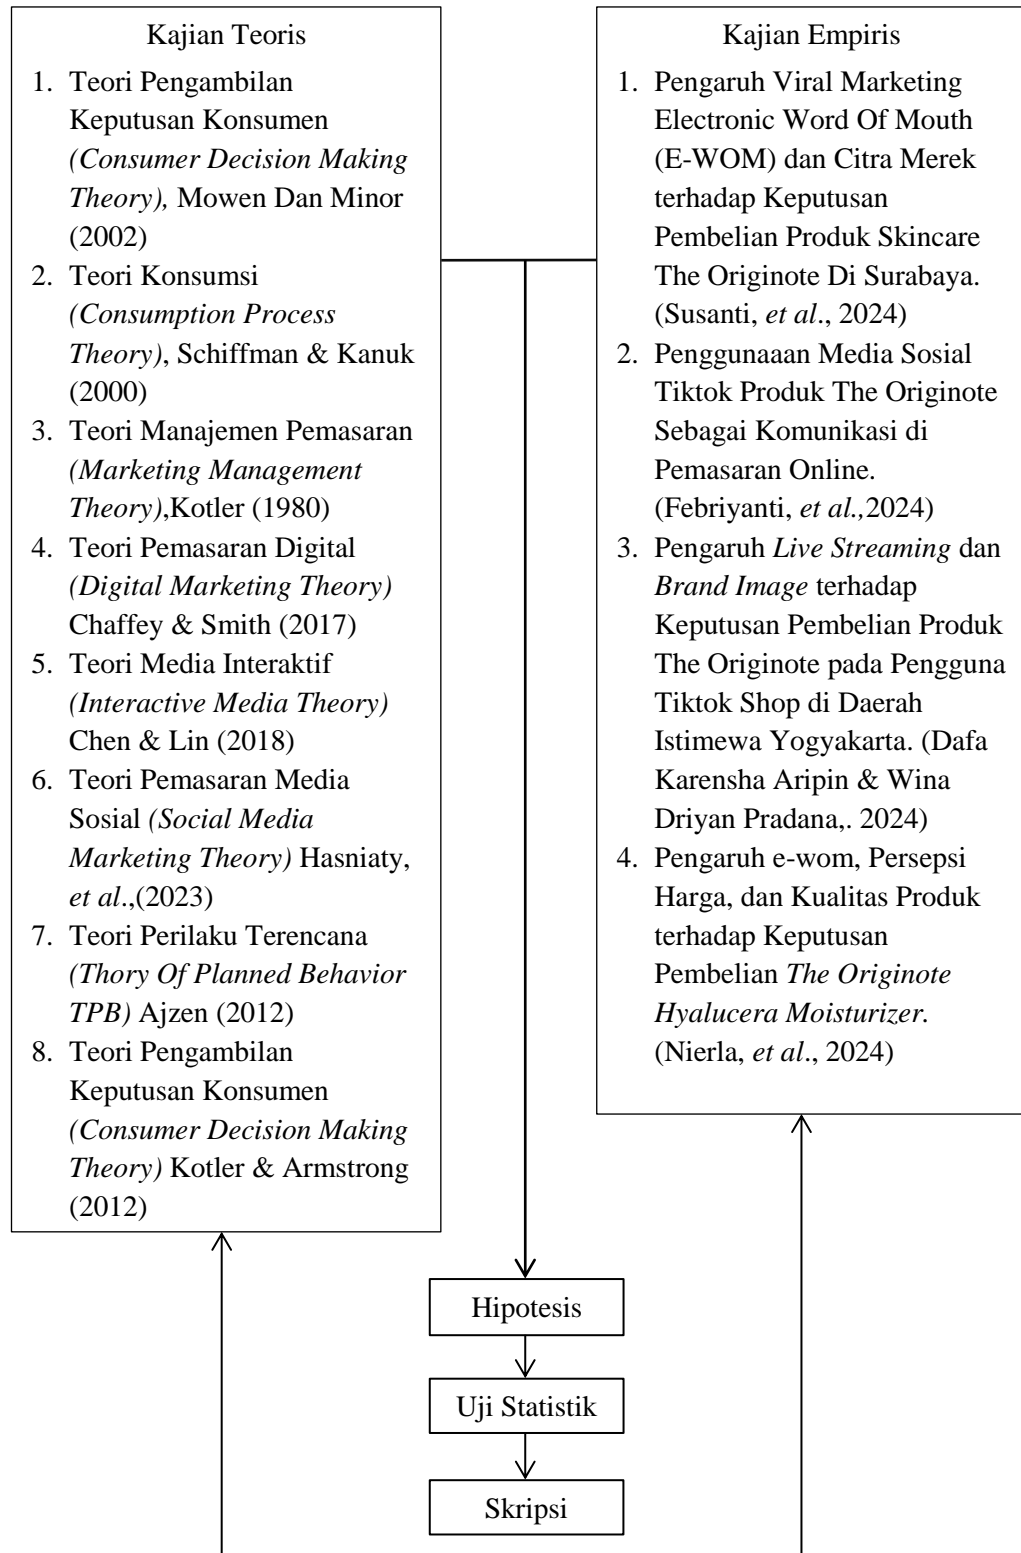 Kajian Teoris
1. Teori Pengambilan
Keputusan Konsumen
(Consumer Decision Making
Theory), Mowen Dan Minor
(2002)
2. Teori Konsumsi
(Consumption Process
Theory), Schiffman & Kanuk
(2000)
3. Teori Manajemen Pemasaran
(Marketing Management
Theory),Kotler (1980)
4. Teori Pemasaran Digital
(Digital Marketing Theory)
Chaffey & Smith (2017)
5. Teori Media Interaktif
(Interactive Media Theory)
Chen & Lin (2018)
6. Teori Pemasaran Media
Sosial (Social Media
Marketing Theory) Hasniaty,
et al.,(2023)
7. Teori Perilaku Terencana
(Thory Of Planned Behavior
TPB) Ajzen (2012)
8. Teori Pengambilan
Keputusan Konsumen
(Consumer Decision Making
Theory) Kotler & Armstrong
(2012)
Kajian Empiris
1. Pengaruh Viral Marketing
Electronic Word Of Mouth
(E-WOM) dan Citra Merek
terhadap Keputusan
Pembelian Produk Skincare
The Originote Di Surabaya.
(Susanti, et al., 2024)
2. Penggunaaan Media Sosial
Tiktok Produk The Originote
Sebagai Komunikasi di
Pemasaran Online.
(Febriyanti, et al.,2024)
3. Pengaruh Live Streaming dan
Brand Image terhadap
Keputusan Pembelian Produk
The Originote pada Pengguna
Tiktok Shop di Daerah
Istimewa Yogyakarta. (Dafa
Karensha Aripin & Wina
Driyan Pradana,. 2024)
4. Pengaruh e-wom, Persepsi
Harga, dan Kualitas Produk
terhadap Keputusan
Pembelian The Originote
Hyalucera Moisturizer.
(Nierla, et al., 2024)
Hipotesis
Uji Statistik
Skripsi